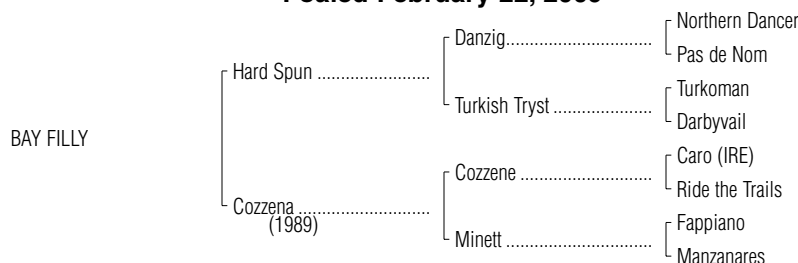 Foaled February 22, 2009
Northern Dancer
Danzig..............................
Pas de Nom
Hard Spun ........................
Turkoman
Turkish Tryst .....................
Darbyvail
BAY FILLY
Caro (IRE)
Cozzene ............................
Ride the Trails
Cozzena ............................
(1989)
Fappiano
Minett ...............................
Manzanares